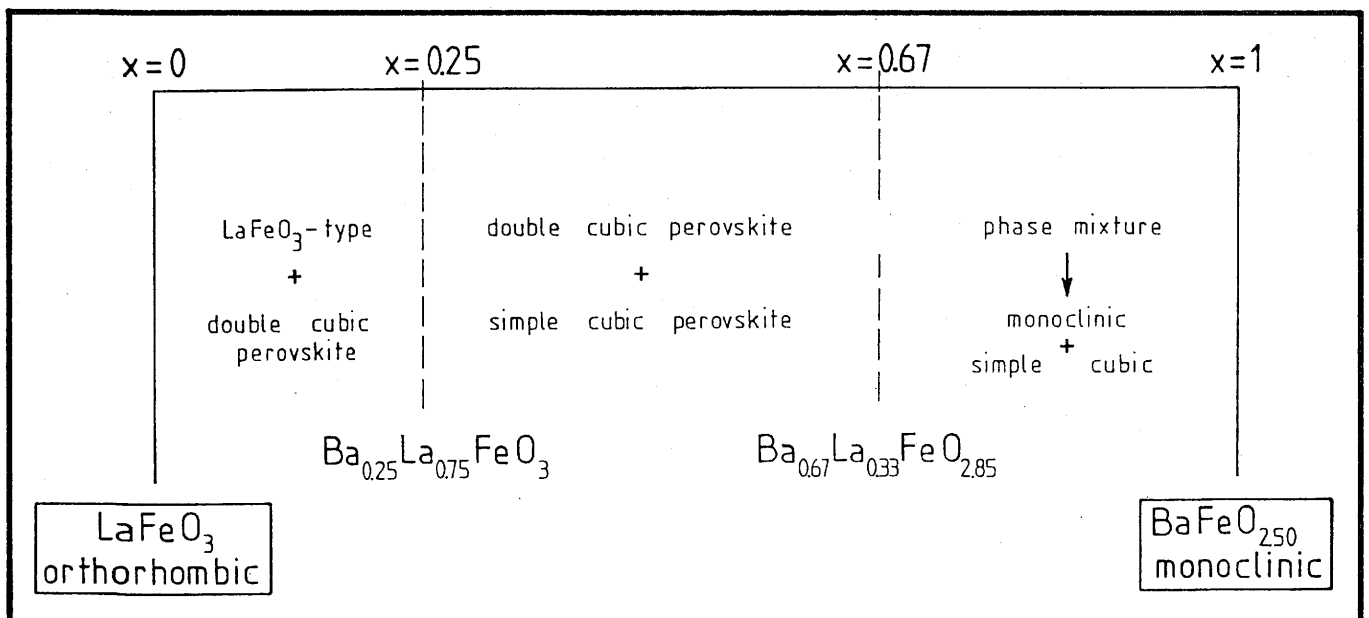 x=0 x=0.25 x=0.67 x=1
LaFeO₃-type double cubic perovskite phase mixture
+ + ↓
double cubic simple cubic perovskite monoclinic
perovskite + simple cubic
Ba₀.₂₅La₀.₇₅FeO₃ Ba₀.₆₇La₀.₃₃FeO₂.₈₅
LaFeO₃ BaFeO₂.₅₀
orthorhombic monoclinic